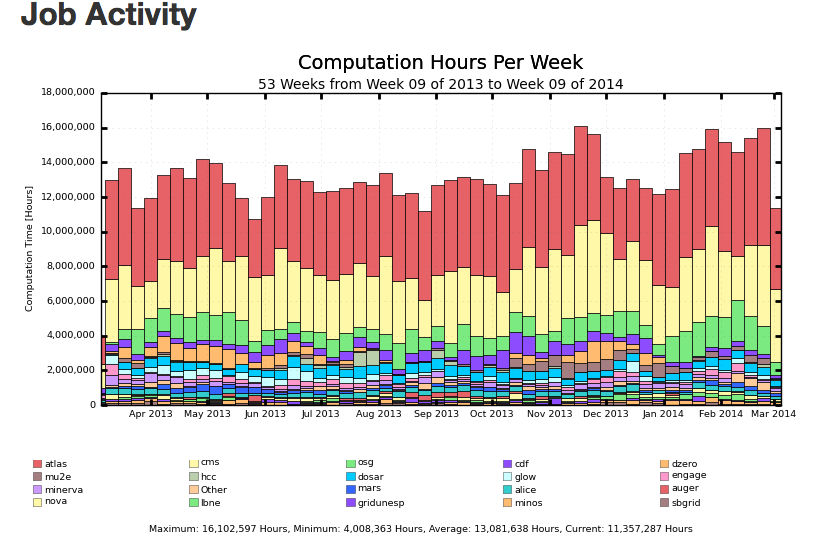 Job Activity
Computation Hours Per Week
53 Weeks from Week 09 of 2013 to Week 09 of 2014
Computation Time [Hours]
18,000,000
16,000,000
14,000,000
12,000,000
10,000,000
8,000,000
6,000,000
4,000,000
2,000,000
0
Apr 2013 May 2013 Jun 2013 Jul 2013 Aug 2013 Sep 2013 Oct 2013 Nov 2013 Dec 2013 Jan 2014 Feb 2014 Mar 2014
atlas cms osg cdf dzero
mu2e hcc dosar glow engage
minerva Other mars alice auger
nova lbne gridunesp minos sbgrid
Maximum: 16,102,597 Hours, Minimum: 4,008,363 Hours, Average: 13,081,638 Hours, Current: 11,357,287 Hours